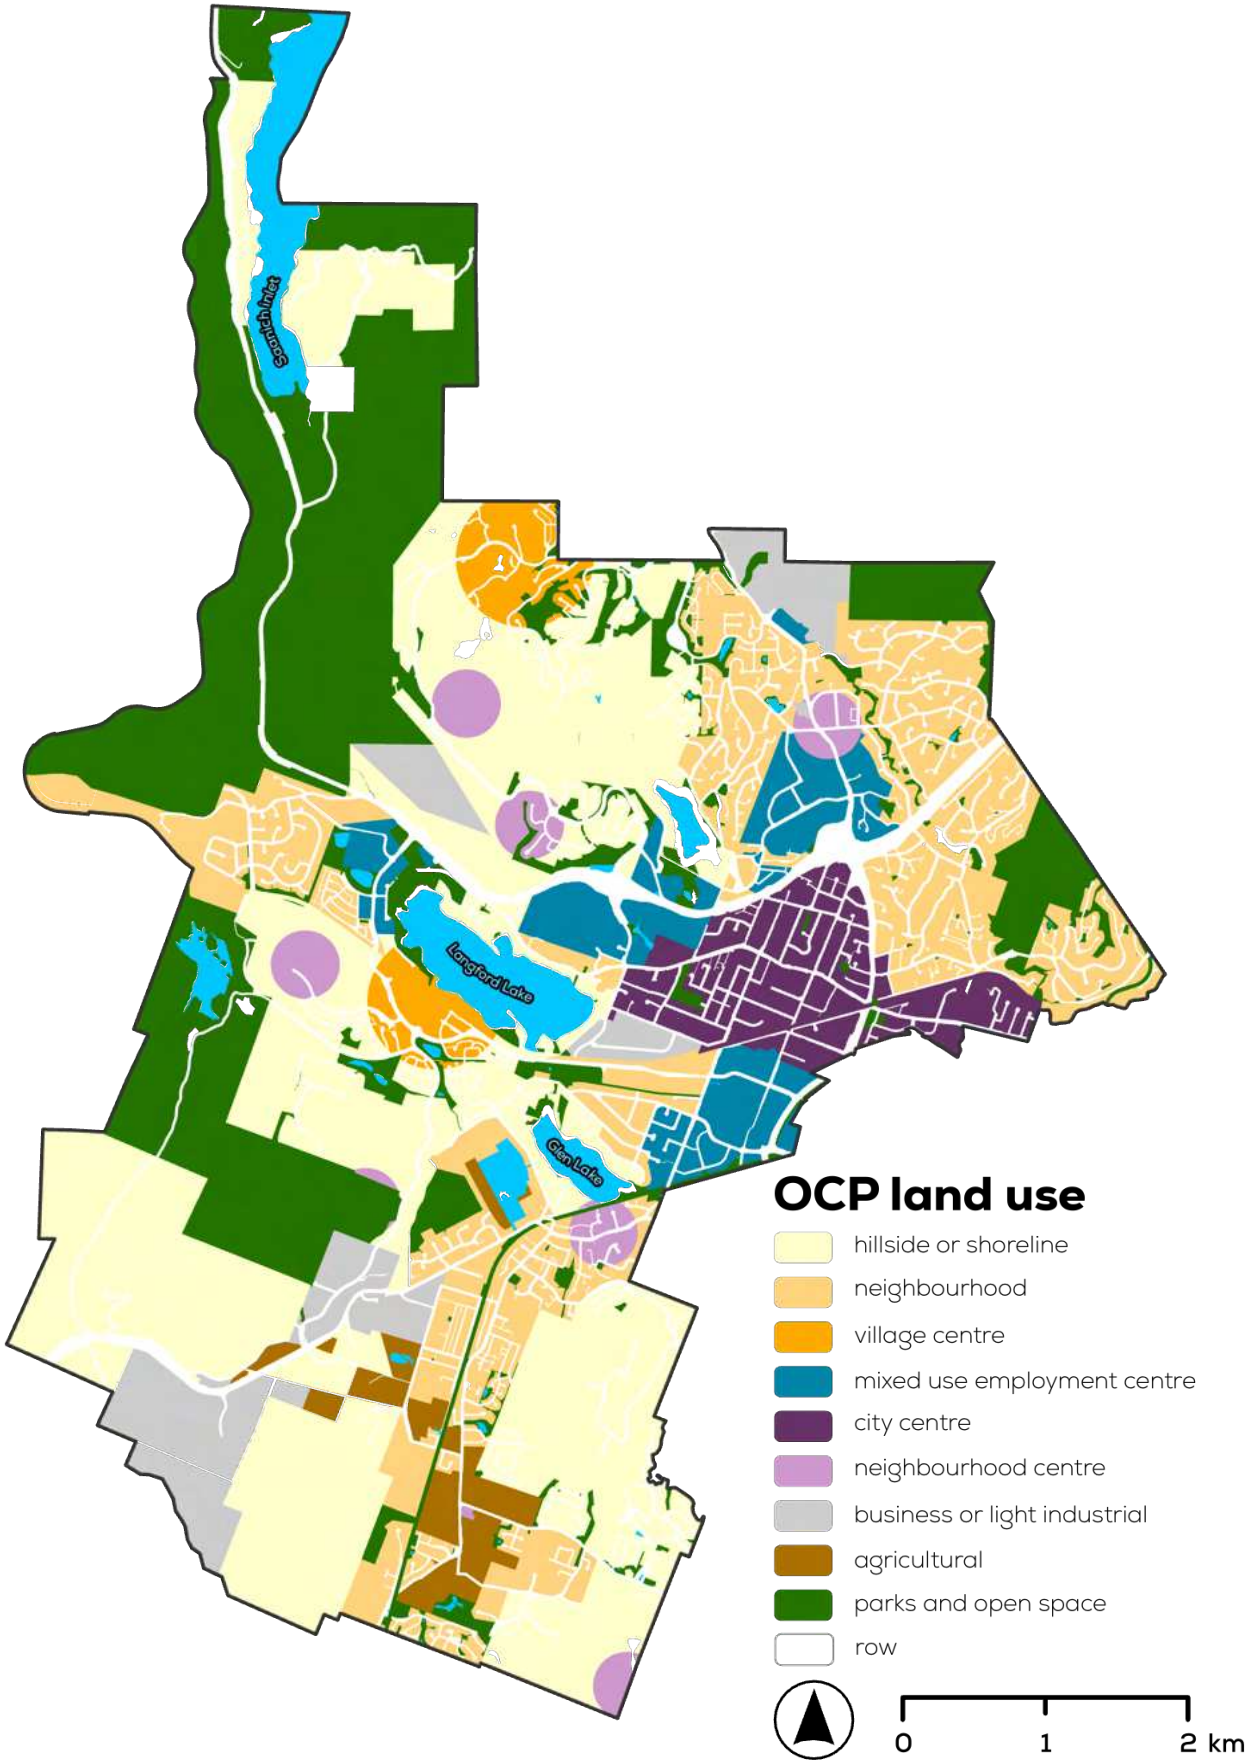 Saanich Inlet
Langford Lake
Glen Lake
OCP land use
hillside or shoreline
neighbourhood
village centre
mixed use employment centre
city centre
neighbourhood centre
business or light industrial
agricultural
parks and open space
row
0 1 2 km